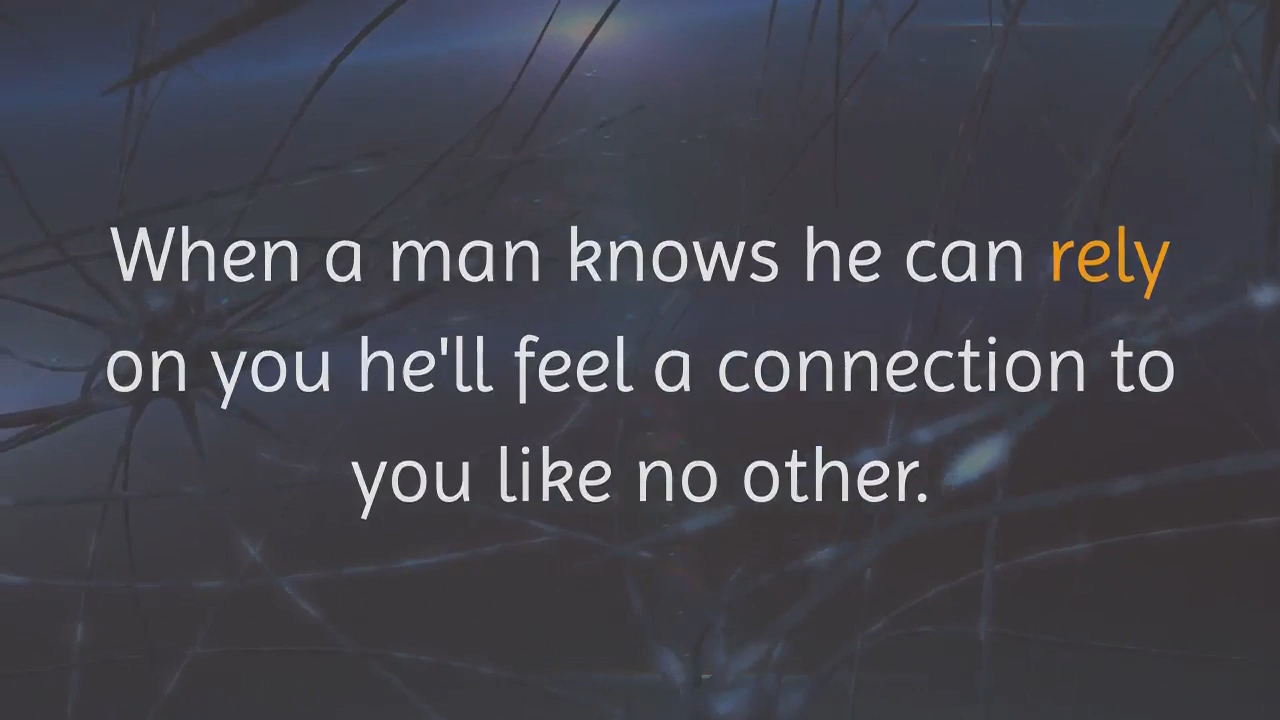 When a man knows he can rely
on you he'll feel a connection to
you like no other.